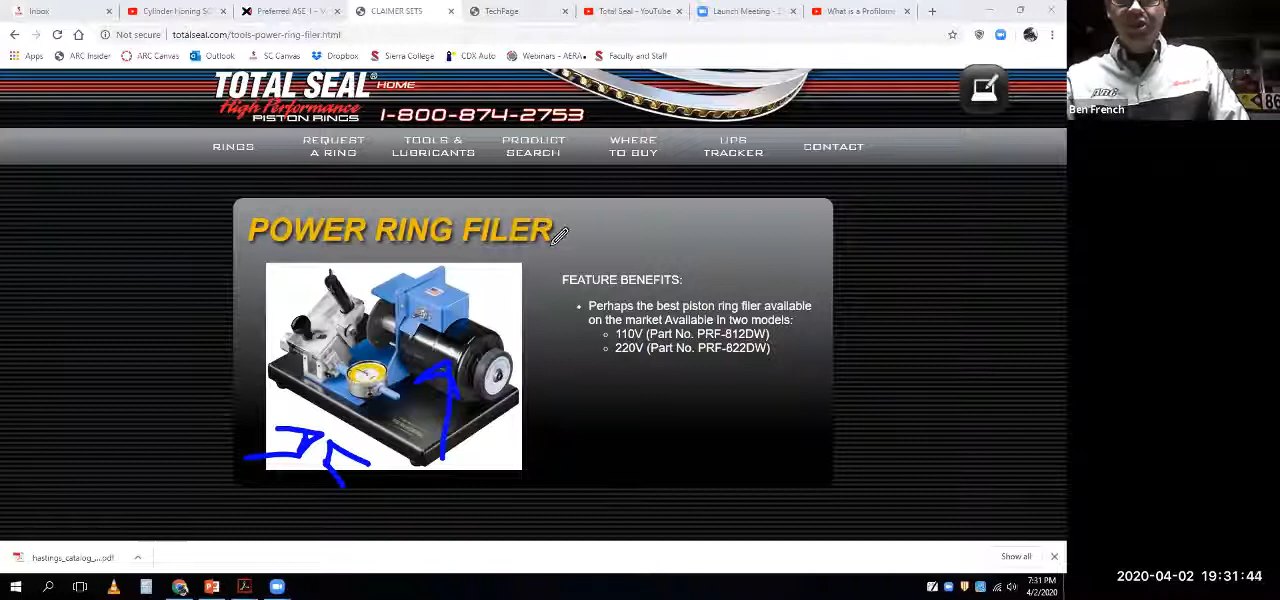 Inbox
Cylinder Honing SC
Preferred ASE 1 - V
CLAIMER SETS
TechPage
Total Seal - YouTube
Launch Meeting - Z
What is a Profilome
Not secure
totalseal.com/tools-power-ring-filer.html
Apps
ARC Insider
ARC Canvas
Outlook
SC Canvas
Dropbox
Sierra College
CDX Auto
Webinars - AERA
Faculty and Staff
TOTAL SEAL®
HOME
High Performance
PISTON RINGS
1-800-874-2753
RINGS
REQUEST
A RING
TOOLS &
LUBRICANTS
PRODUCT
SEARCH
WHERE
TO BUY
UPS
TRACKER
CONTACT
POWER RING FILER
FEATURE BENEFITS:
• Perhaps the best piston ring filer available
on the market Available in two models:
110V (Part No. PRF-812DW)
220V (Part No. PRF-822DW)
Ben French
hastings_catalog_....pdf
Show all
7:31 PM
4/2/2020
2020-04-02 19:31:44